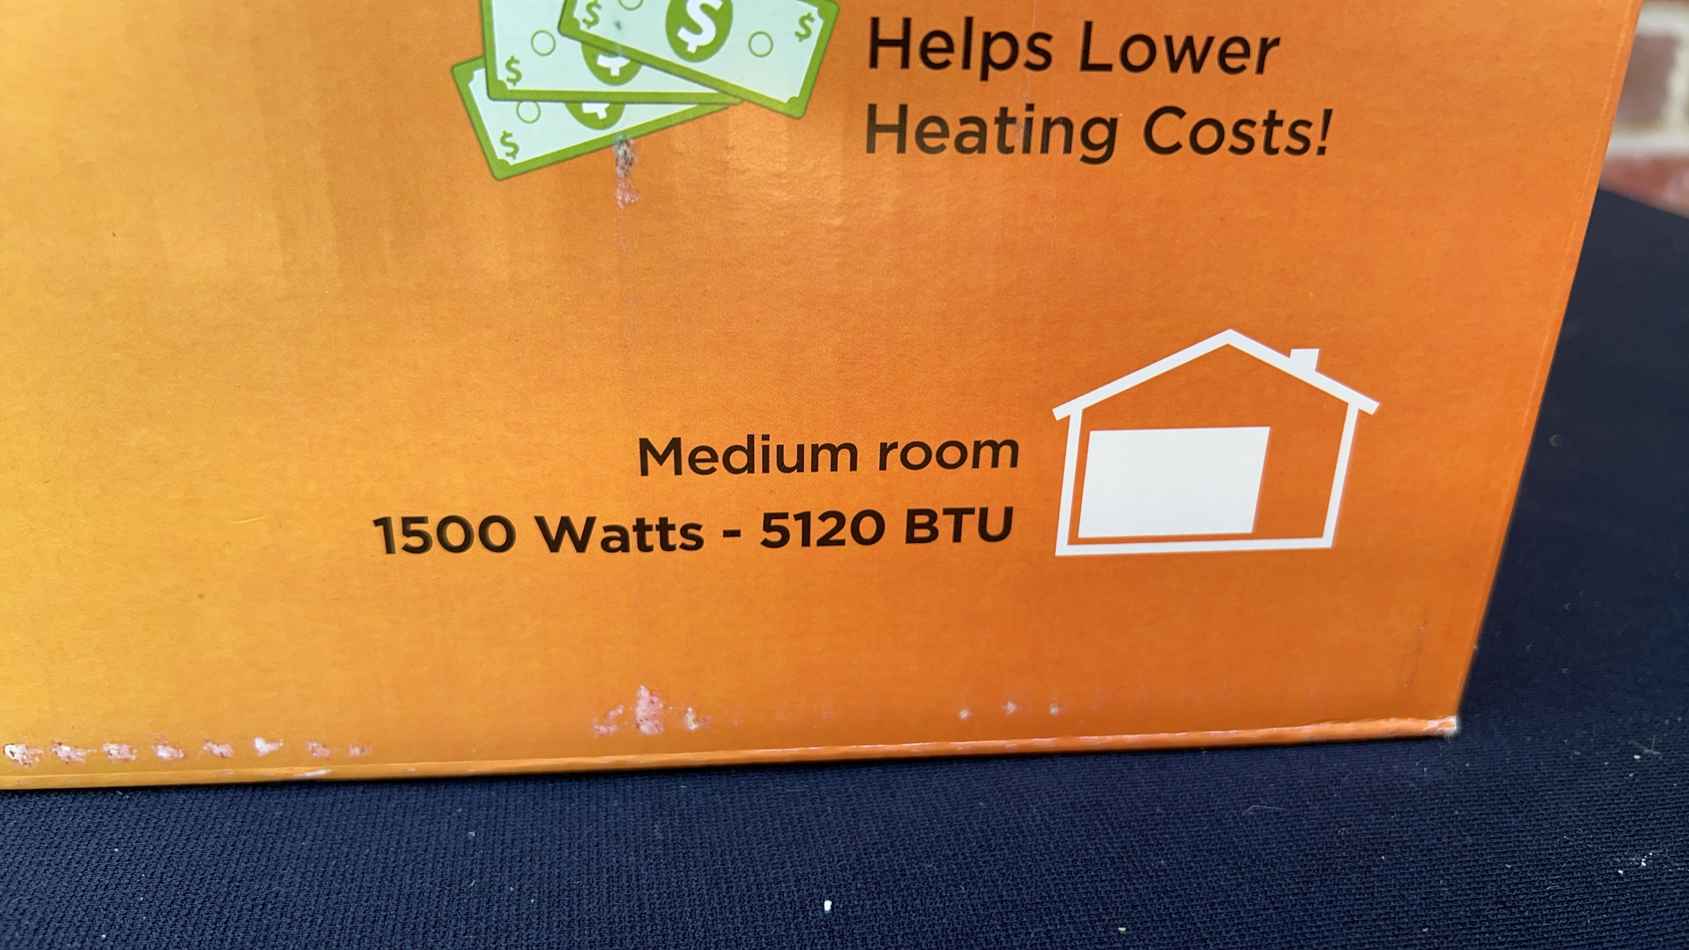 Helps Lower
Heating Costs!
Medium room
1500 Watts - 5120 BTU